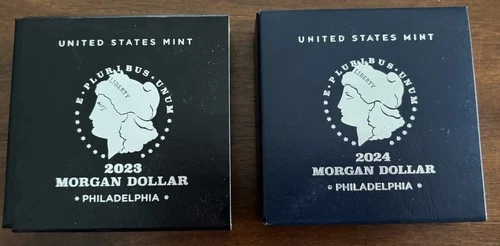 UNITED STATES MINT
E·PLURIBUS·UNUM
LIBERTY
2023
MORGAN DOLLAR
• PHILADELPHIA •
UNITED STATES MINT
E·PLURIBUS·UNUM
LIBERTY
2024
MORGAN DOLLAR
• PHILADELPHIA •